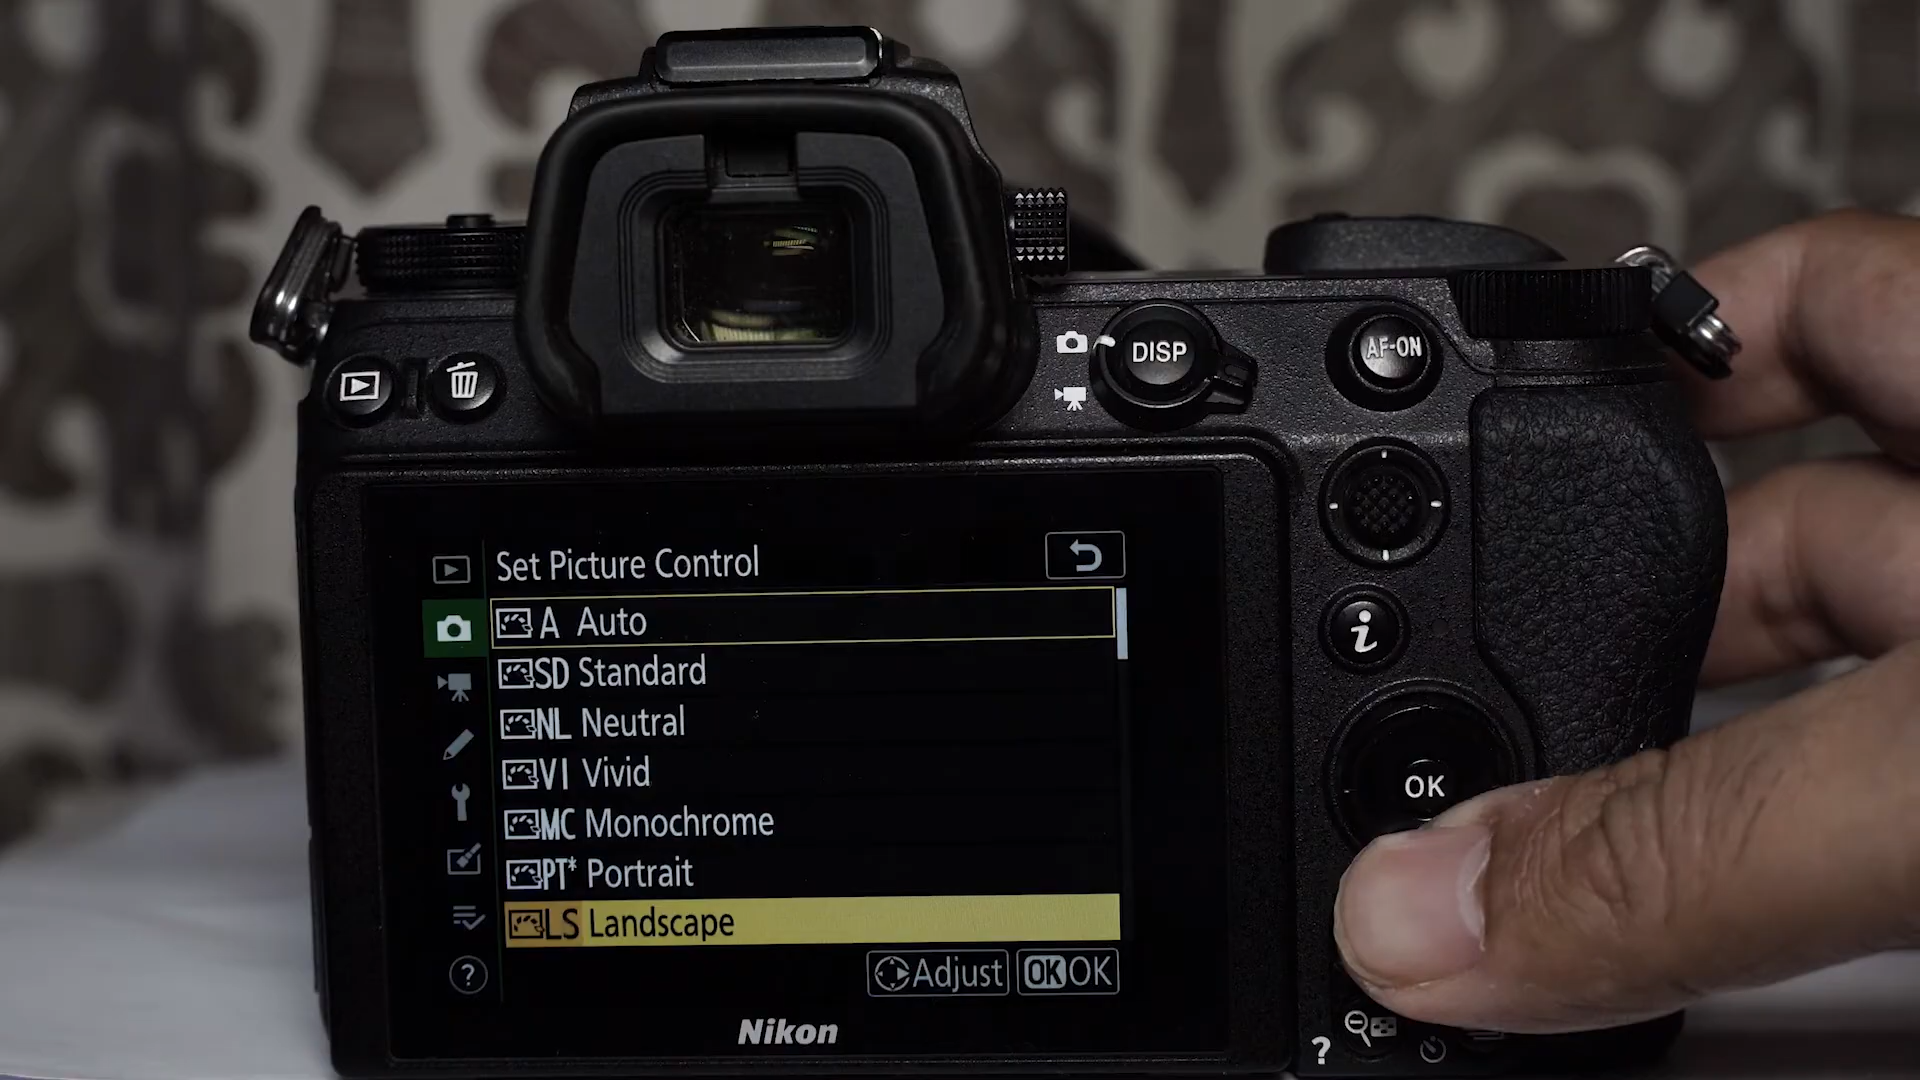 DISP
AF-ON
Set Picture Control
A Auto
SD Standard
NL Neutral
VI Vivid
MC Monochrome
PT* Portrait
LS Landscape
Adjust
OK OK
i
OK
Nikon
?
?